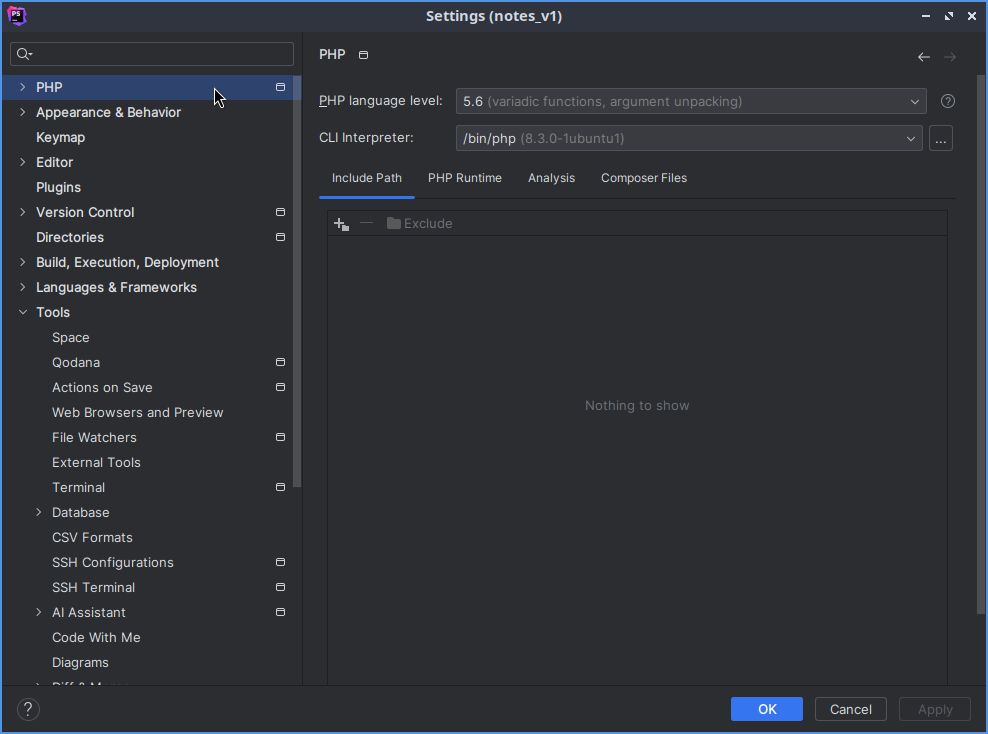 PS
Settings (notes_v1)
PHP
Appearance & Behavior
Keymap
Editor
Plugins
Version Control
Directories
Build, Execution, Deployment
Languages & Frameworks
Tools
Space
Qodana
Actions on Save
Web Browsers and Preview
File Watchers
External Tools
Terminal
Database
CSV Formats
SSH Configurations
SSH Terminal
AI Assistant
Code With Me
Diagrams
PHP
PHP language level: 5.6 (variadic functions, argument unpacking) ?
CLI Interpreter: /bin/php (8.3.0-1ubuntu1) ...
Include Path PHP Runtime Analysis Composer Files
Exclude
Nothing to show
? OK Cancel Apply